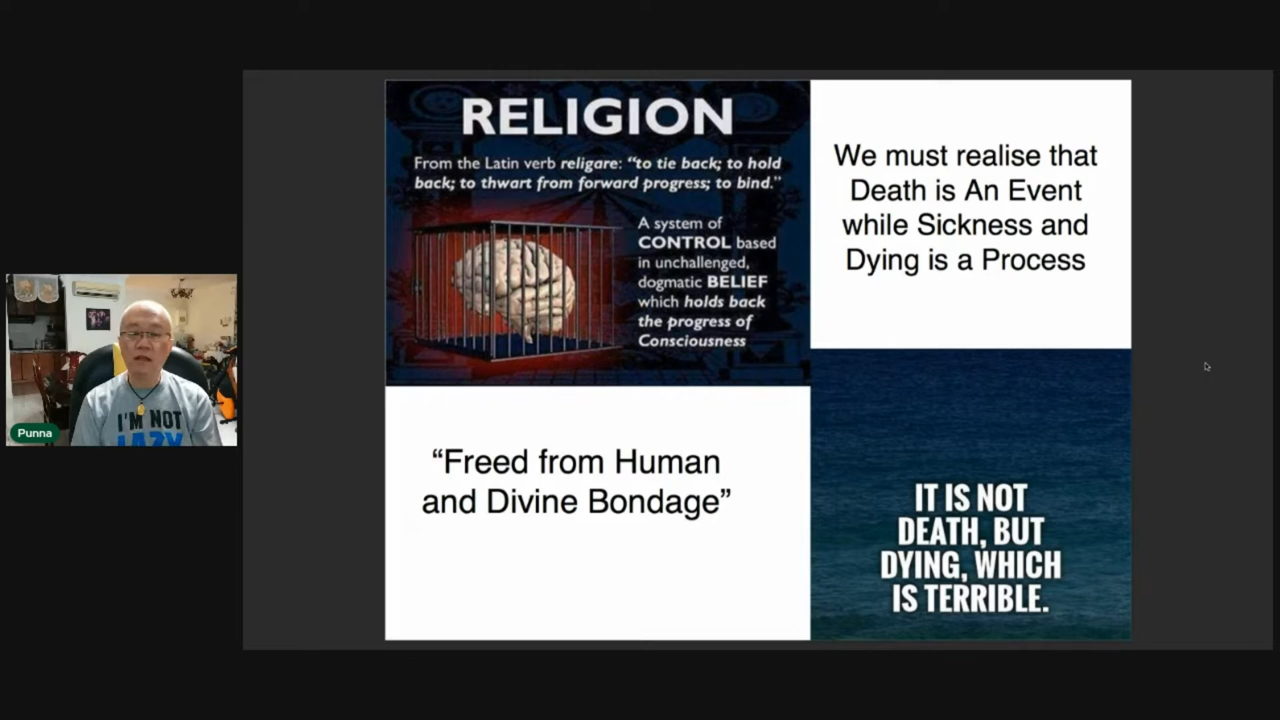 RELIGION
From the Latin verb religare: “to tie back; to hold
back; to thwart from forward progress; to bind.”
A system of
CONTROL based
in unchallenged,
dogmatic BELIEF
which holds back
the progress of
Consciousness
We must realise that
Death is An Event
while Sickness and
Dying is a Process
“Freed from Human
and Divine Bondage”
IT IS NOT
DEATH, BUT
DYING, WHICH
IS TERRIBLE.
I'M NOT
LAZY
Punna